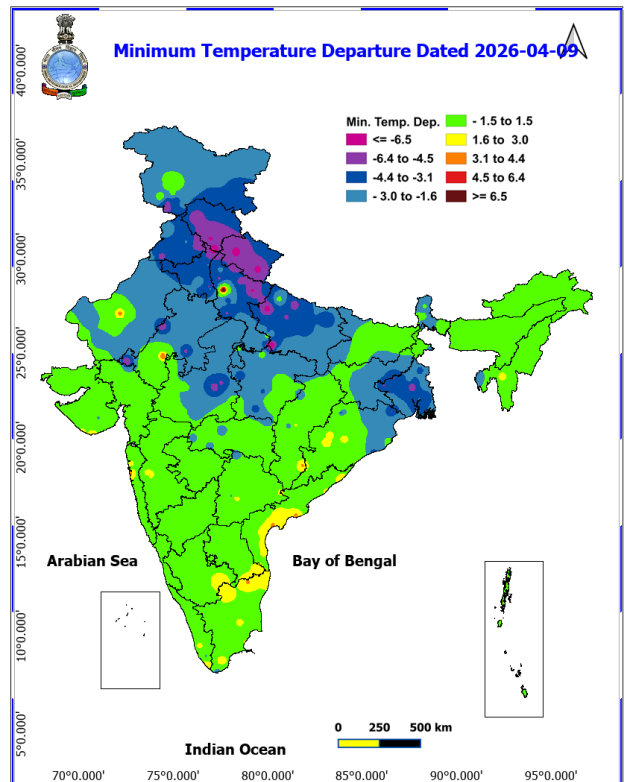 Minimum Temperature Departure Dated 2026-04-09
Min. Temp. Dep.
<= -6.5
-6.4 to -4.5
-4.4 to -3.1
- 3.0 to -1.6
- 1.5 to 1.5
1.6 to 3.0
3.1 to 4.4
4.5 to 6.4
>= 6.5
40°0.000'
35°0.000'
30°0.000'
25°0.000'
20°0.000'
15°0.000'
10°0.000'
5°0.000'
Arabian Sea
Bay of Bengal
Indian Ocean
0 250 500 km
70°0.000' 75°0.000' 80°0.000' 85°0.000' 90°0.000' 95°0.000'